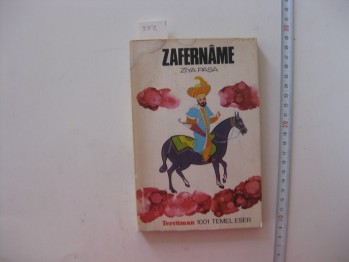 ZAFERNÂME
ZİYA PAŞA
Tercüman 1001 TEMEL ESER